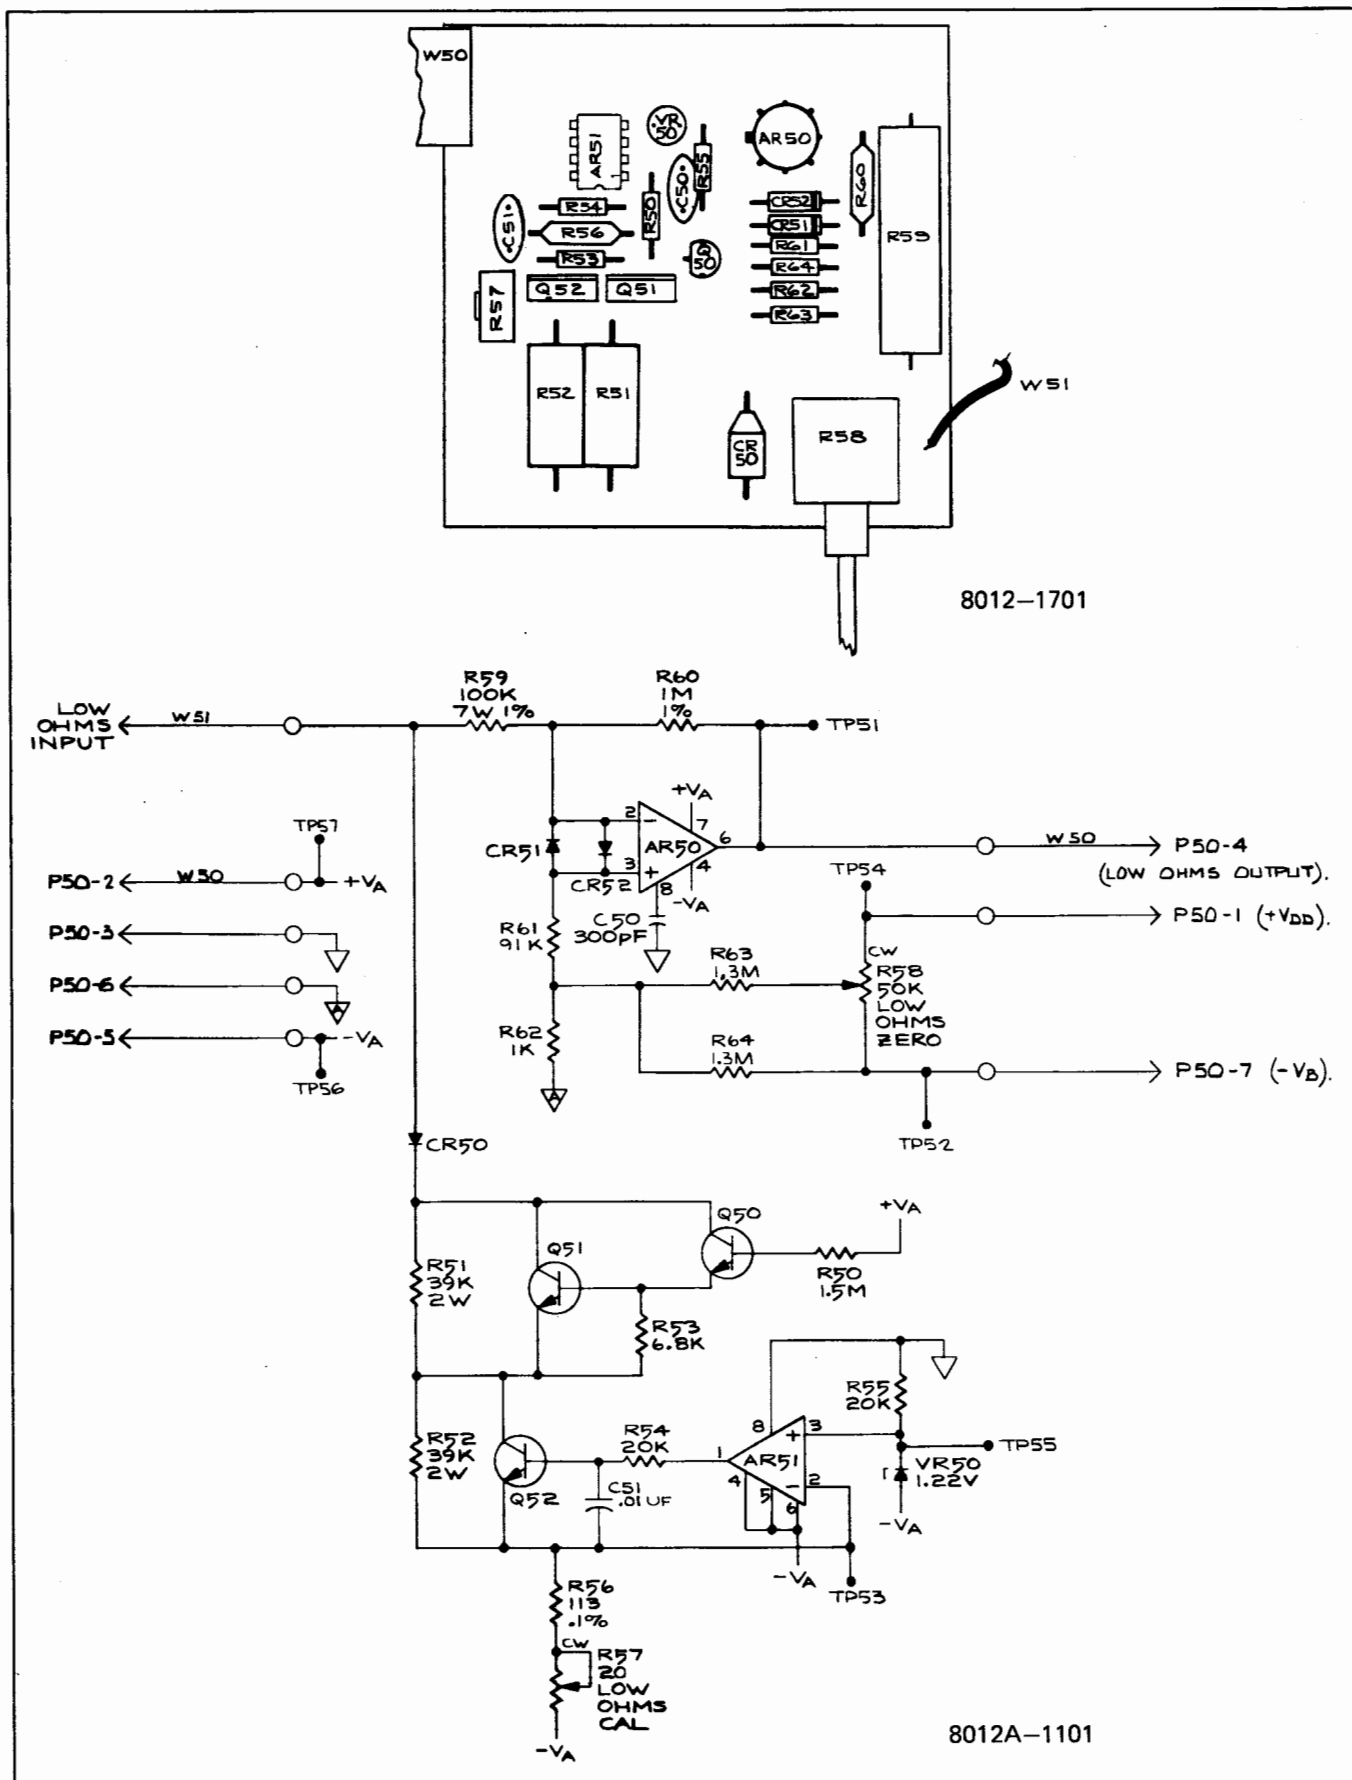 W50
AR51
.VR
50
C50
R55
AR50
R60
R59
C51
R54
R50
CR52
CR51
R56
R61
R53
Q
50
R64
R57
Q52
Q51
R62
R63
R52
R51
W51
CR
50
R58
8012-1701
R59
100K
7W 1%
R60
1M
1%
LOW
OHMS
INPUT
W51
TP51
+VA
2
-
7
AR50
6
CR51
3
+
4
CR52
8
-VA
TP57
P50-2
W50
+VA
W50
P50-4
(LOW OHMS OUTPUT).
TP54
P50-1 (+VDD).
P50-3
R61
91K
C50
300pF
R63
1.3M
CW
R58
50K
LOW
OHMS
ZERO
P50-6
A
P50-5
-VA
TP56
R62
1K
A
R64
1.3M
P50-7 (-VB).
TP52
CR50
Q50
+VA
Q51
R50
1.5M
R51
39K
2W
R53
6.8K
R55
20K
8
3
+
R54
20K
1
AR51
TP55
4
5
-
2
6
VR50
1.22V
-VA
R52
39K
2W
Q52
C51
.01UF
-VA
TP53
R56
113
.1%
CW
R57
20
LOW
OHMS
CAL
-VA
8012A-1101